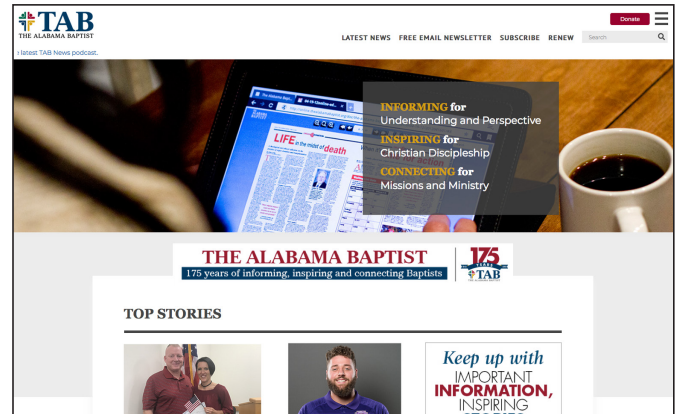 TAB
THE ALABAMA BAPTIST
Donate
LATEST NEWS FREE EMAIL NEWSLETTER SUBSCRIBE RENEW Search
latest TAB News podcast.
LIFE in the midst of death
INFORMING for
Understanding and Perspective
INSPIRING for
Christian Discipleship
CONNECTING for
Missions and Ministry
THE ALABAMA BAPTIST
175 years of informing, inspiring and connecting Baptists
175
YEARS
TAB
TOP STORIES
Keep up with
IMPORTANT
INFORMATION,
INSPIRING